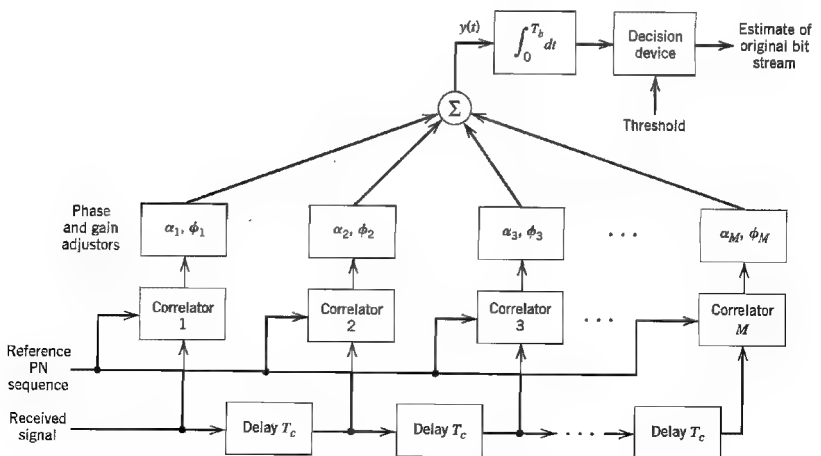 y(t)
∫₀^{T_b} dt
Decision
device
Estimate of
original bit
stream
Σ
Threshold
Phase
and gain
adjustors
α₁, ϕ₁
α₂, ϕ₂
α₃, ϕ₃
. . .
α_M, ϕ_M
Correlator
1
Correlator
2
Correlator
3
. . .
Correlator
M
Reference
PN
sequence
Received
signal
Delay T_c
Delay T_c
. . .
Delay T_c